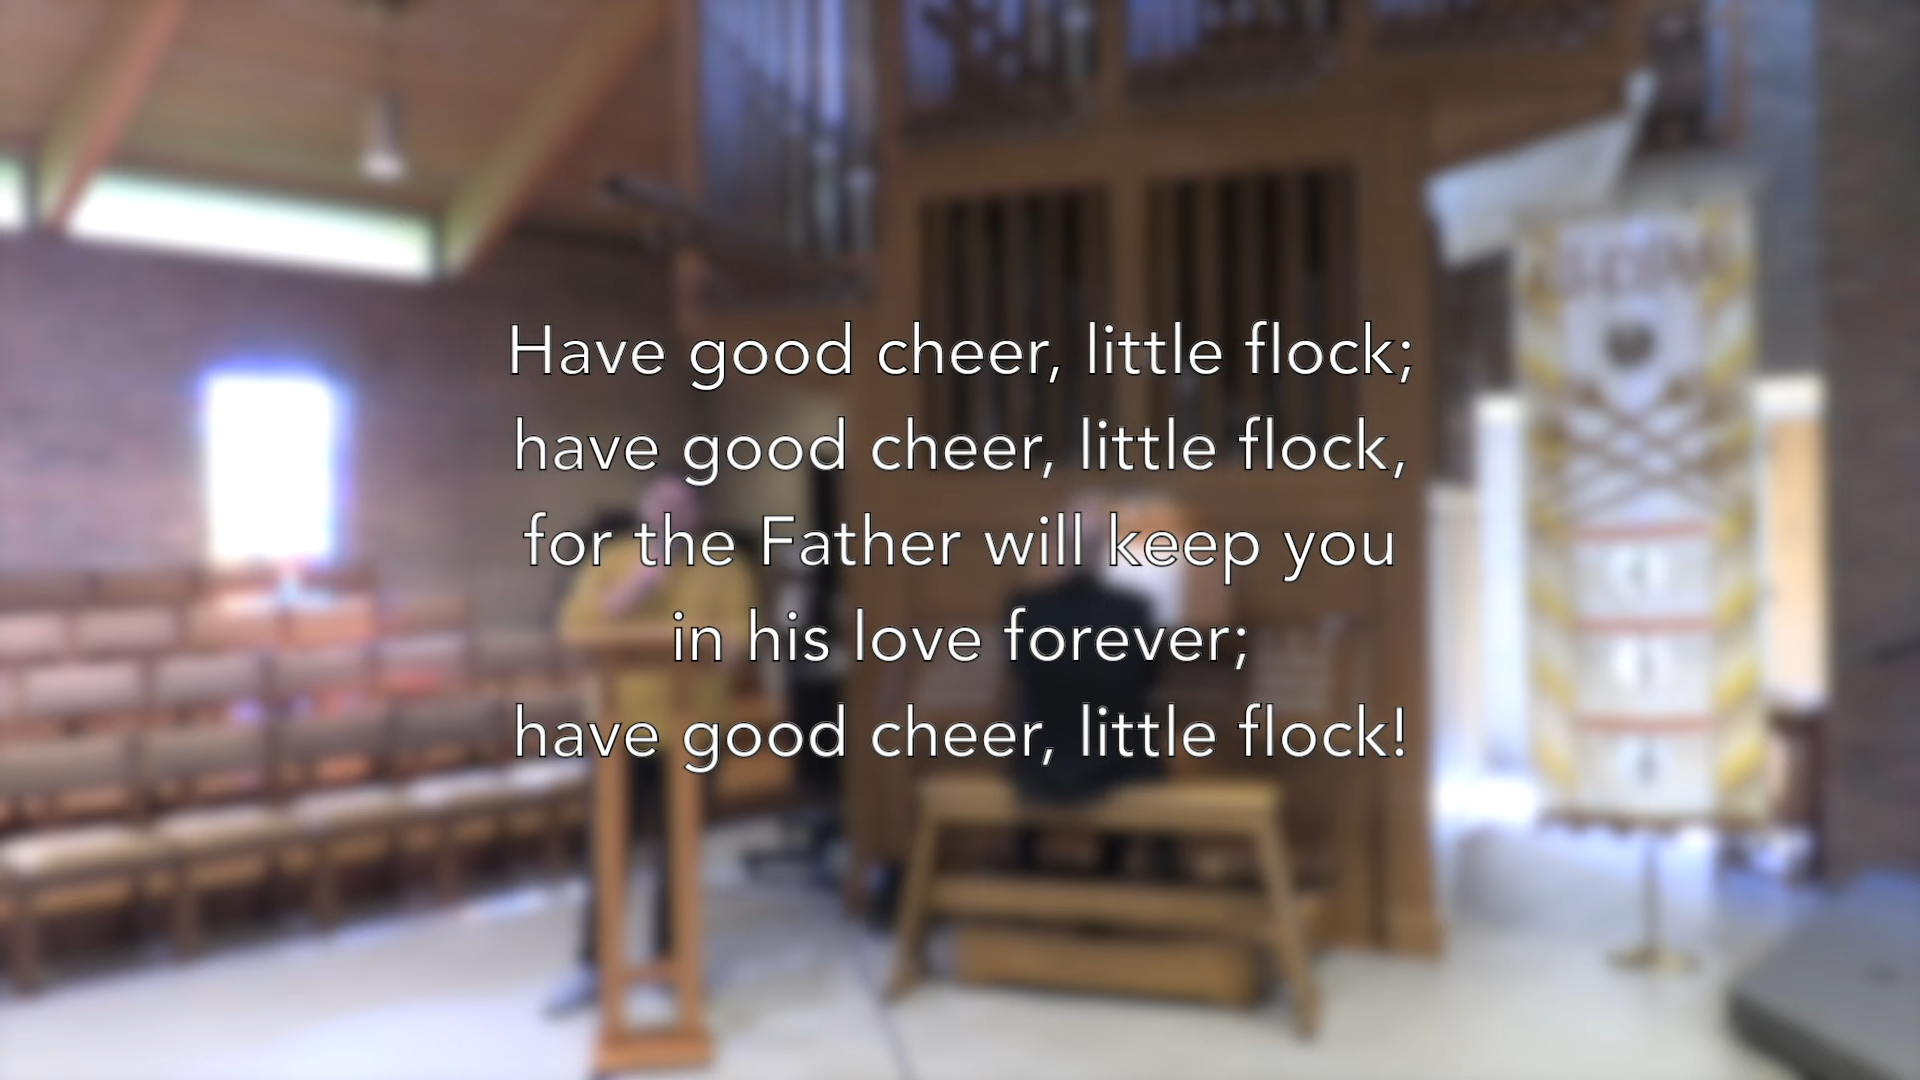 Have good cheer, little flock;
have good cheer, little flock,
for the Father will keep you
in his love forever;
have good cheer, little flock!